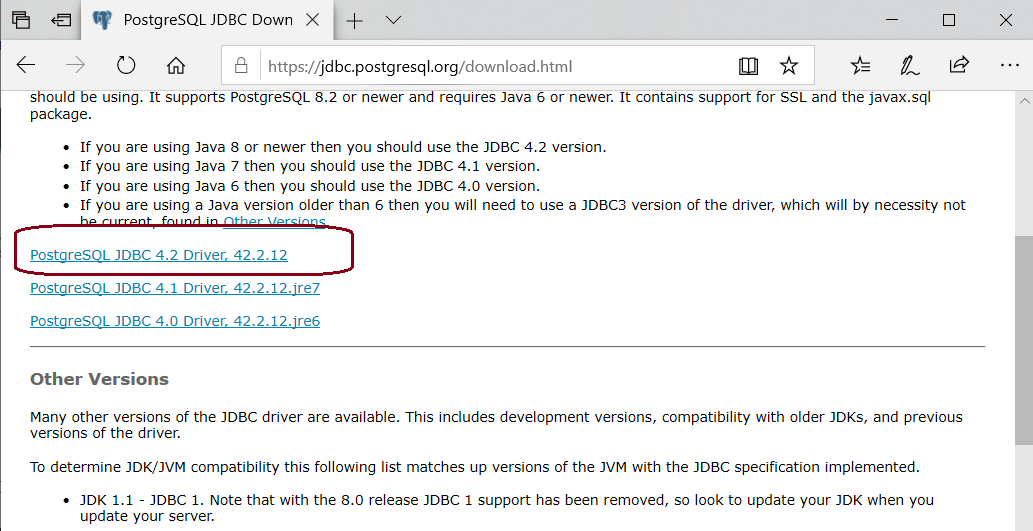 PostgreSQL JDBC Down
https://jdbc.postgresql.org/download.html
should be using. It supports PostgreSQL 8.2 or newer and requires Java 6 or newer. It contains support for SSL and the javax.sql
package.
• If you are using Java 8 or newer then you should use the JDBC 4.2 version.
• If you are using Java 7 then you should use the JDBC 4.1 version.
• If you are using Java 6 then you should use the JDBC 4.0 version.
• If you are using a Java version older than 6 then you will need to use a JDBC3 version of the driver, which will by necessity not
be current, found in Other Versions.
PostgreSQL JDBC 4.2 Driver, 42.2.12
PostgreSQL JDBC 4.1 Driver, 42.2.12.jre7
PostgreSQL JDBC 4.0 Driver, 42.2.12.jre6
Other Versions
Many other versions of the JDBC driver are available. This includes development versions, compatibility with older JDKs, and previous
versions of the driver.
To determine JDK/JVM compatibility this following list matches up versions of the JVM with the JDBC specification implemented.
• JDK 1.1 - JDBC 1. Note that with the 8.0 release JDBC 1 support has been removed, so look to update your JDK when you
update your server.